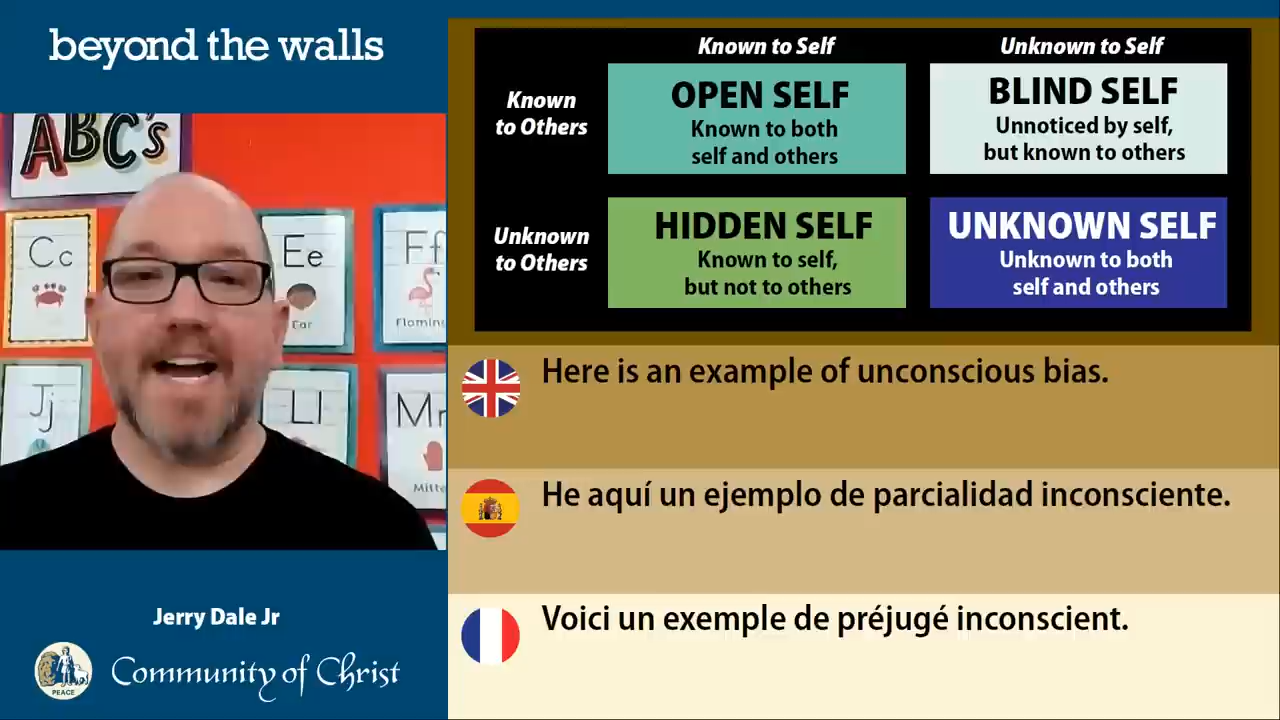 beyond the walls
ABC's
Cc
Ee
Ear
Ff
Jj
Ll
Jerry Dale Jr
PEACE
Community of Christ
Known to Self
Unknown to Self
Known
to Others
OPEN SELF
Known to both
self and others
BLIND SELF
Unnoticed by self,
but known to others
Unknown
to Others
HIDDEN SELF
Known to self,
but not to others
UNKNOWN SELF
Unknown to both
self and others
Here is an example of unconscious bias.
He aquí un ejemplo de parcialidad inconsciente.
Voici un exemple de préjugé inconscient.